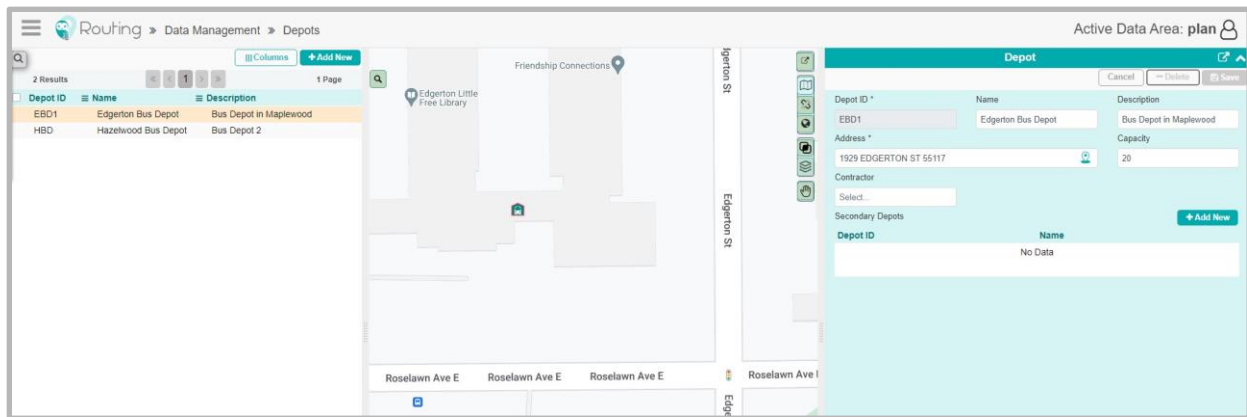 Routing » Data Management » Depots
Active Data Area: plan
Columns
+ Add New
2 Results
« < 1 > »
1 Page
Depot ID Name Description
EBD1 Edgerton Bus Depot Bus Depot in Maplewood
HBD Hazelwood Bus Depot Bus Depot 2
Friendship Connections
Edgerton Little
Free Library
Edgerton St
Edgerton St
Roselawn Ave E
Roselawn Ave E
Roselawn Ave E
Roselawn Ave
Edge
Depot
Cancel
Delete
Save
Depot ID * Name Description
EBD1 Edgerton Bus Depot Bus Depot in Maplewood
Address * Capacity
1929 EDGERTON ST 55117 20
Contractor
Select...
Secondary Depots
+ Add New
Depot ID Name
No Data